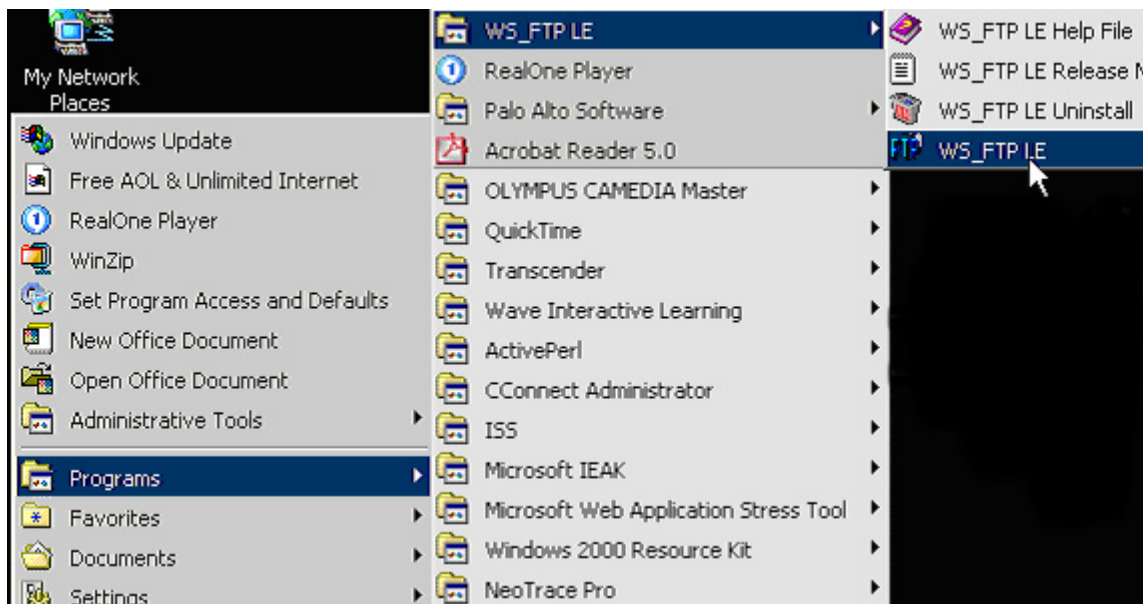 My Network
Places
Windows Update
Free AOL & Unlimited Internet
RealOne Player
WinZip
Set Program Access and Defaults
New Office Document
Open Office Document
Administrative Tools
Programs
Favorites
Documents
Settings
WS_FTP LE
RealOne Player
Palo Alto Software
Acrobat Reader 5.0
OLYMPUS CAMEDIA Master
QuickTime
Transcender
Wave Interactive Learning
ActivePerl
CConnect Administrator
ISS
Microsoft IEAK
Microsoft Web Application Stress Tool
Windows 2000 Resource Kit
NeoTrace Pro
WS_FTP LE Help File
WS_FTP LE Release
WS_FTP LE Uninstall
FTP WS_FTP LE